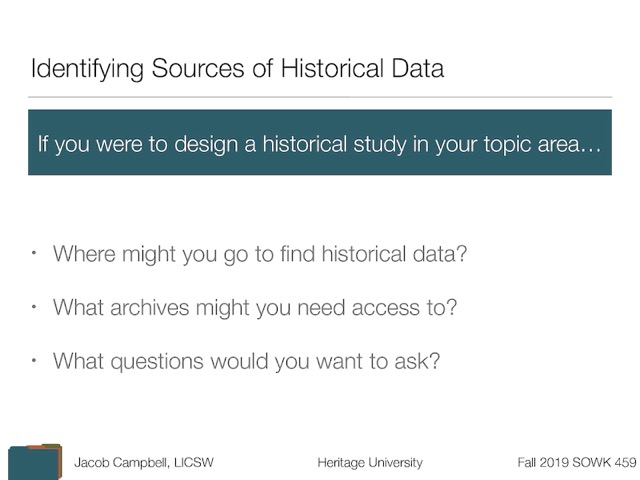 Identifying Sources of Historical Data
If you were to design a historical study in your topic area…
• Where might you go to find historical data?
• What archives might you need access to?
• What questions would you want to ask?
Jacob Campbell, LICSW Heritage University Fall 2019 SOWK 459